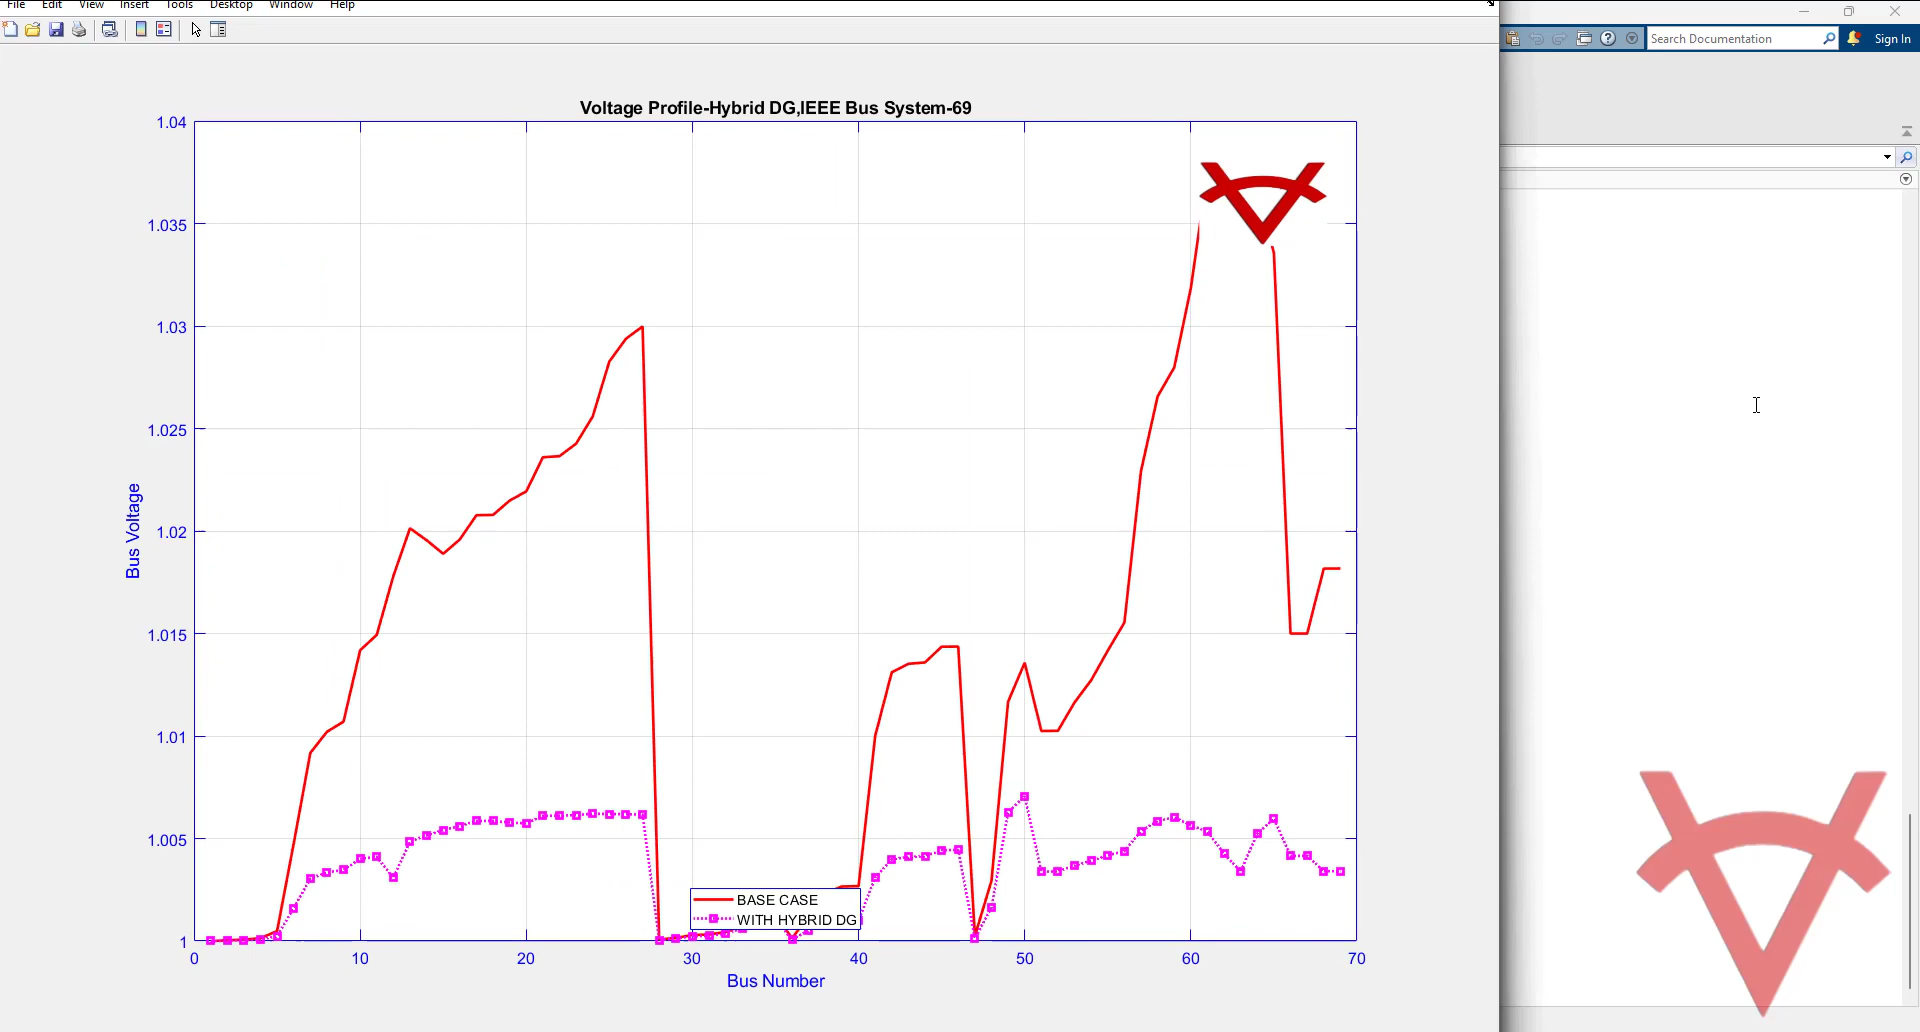 File Edit View Insert Tools Desktop Window Help
Search Documentation
Sign In
Voltage Profile-Hybrid DG,IEEE Bus System-69
1.04
1.035
1.03
1.025
1.02
1.015
1.01
1.005
1
Bus Voltage
BASE CASE
WITH HYBRID DG
0 10 20 30 40 50 60 70
Bus Number